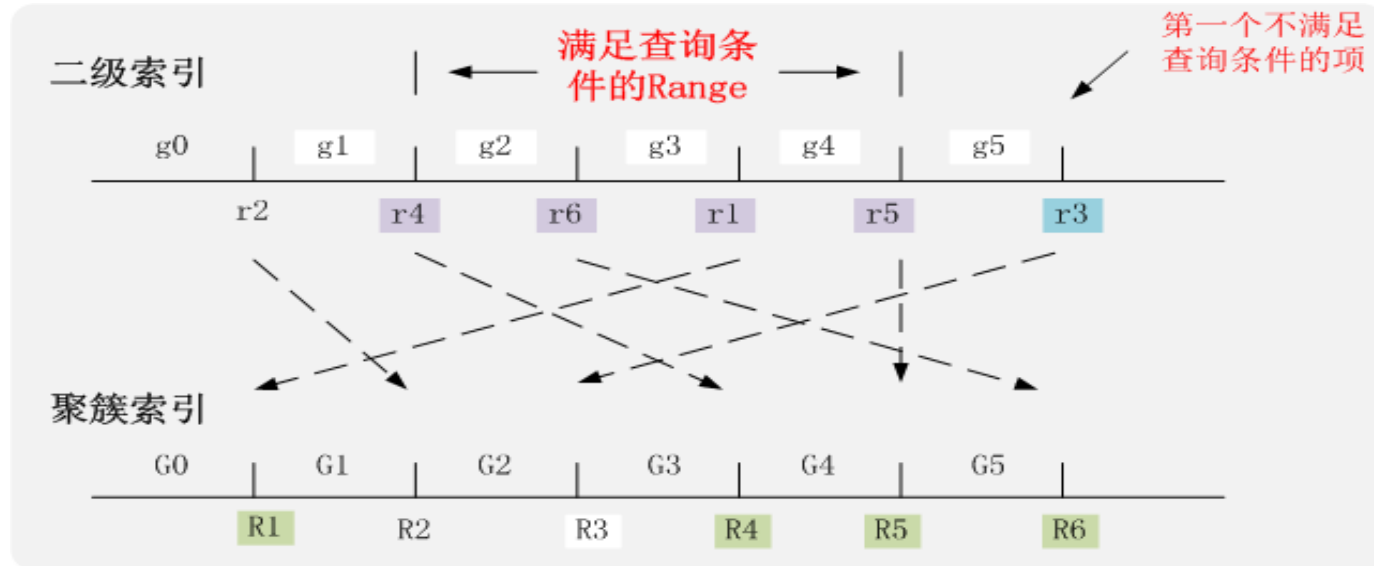 第一个不满足
查询条件的项
满足查询条
件的Range
二级索引
g0 g1 g2 g3 g4 g5
r2 r4 r6 r1 r5 r3
聚簇索引
G0 G1 G2 G3 G4 G5
R1 R2 R3 R4 R5 R6